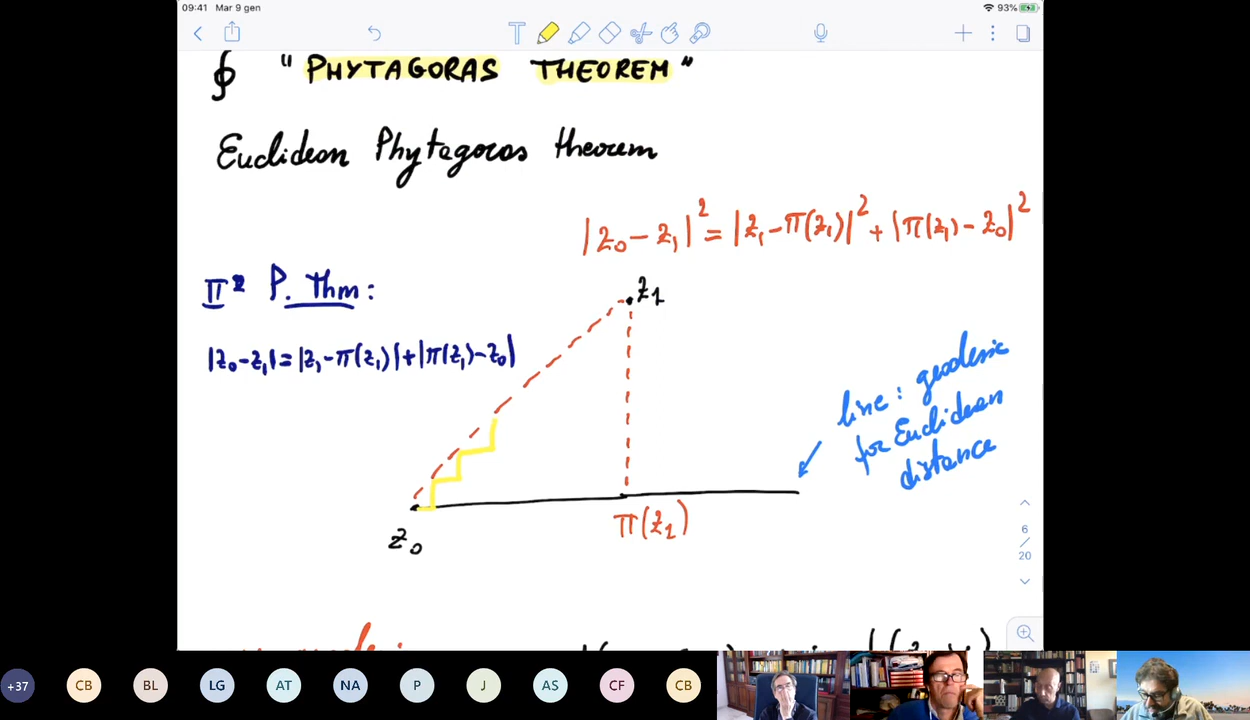 09:41 Mar 9 gen
93%
∮ "PHYTAGORAS THEOREM"
Euclidean Phytagoras theorem
|z₀ - z₁|² = |z₁ - π(z₁)|² + |π(z₁) - z₀|²
P. Thm:
z₁
|z₀-z₁| = |z₁-π(z₁)| + |π(z₁)-z₀|
line: geodesic
for Euclidean
distance
π(z₁)
z₀
6
/
20
+37 CB BL LG AT NA P J AS CF CB